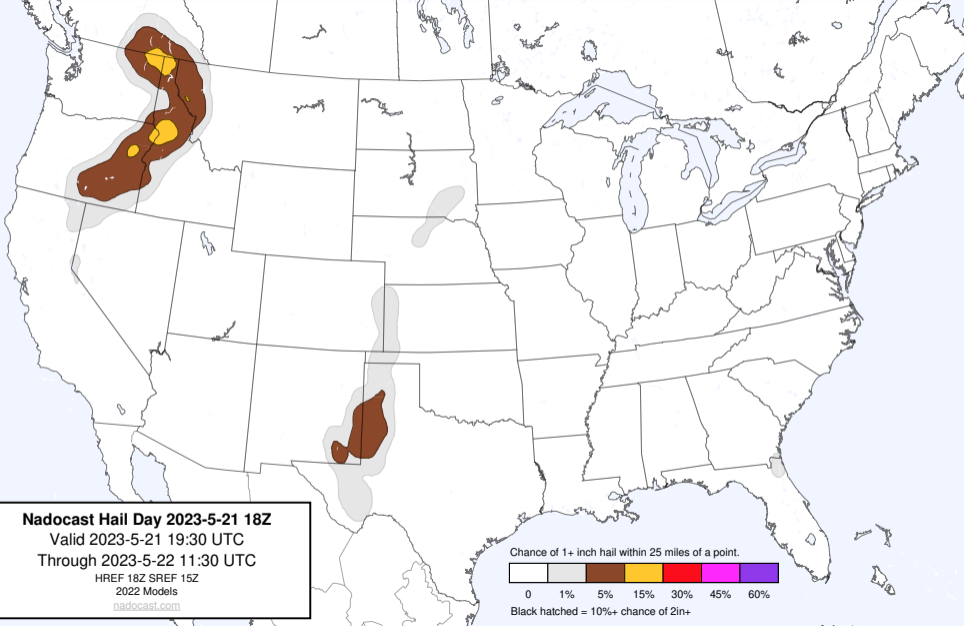 Nadocast Hail Day 2023-5-21 18Z
Valid 2023-5-21 19:30 UTC
Through 2023-5-22 11:30 UTC
HREF 18Z SREF 15Z
2022 Models
nadocast.com
Chance of 1+ inch hail within 25 miles of a point.
0 1% 5% 15% 30% 45% 60%
Black hatched = 10%+ chance of 2in+